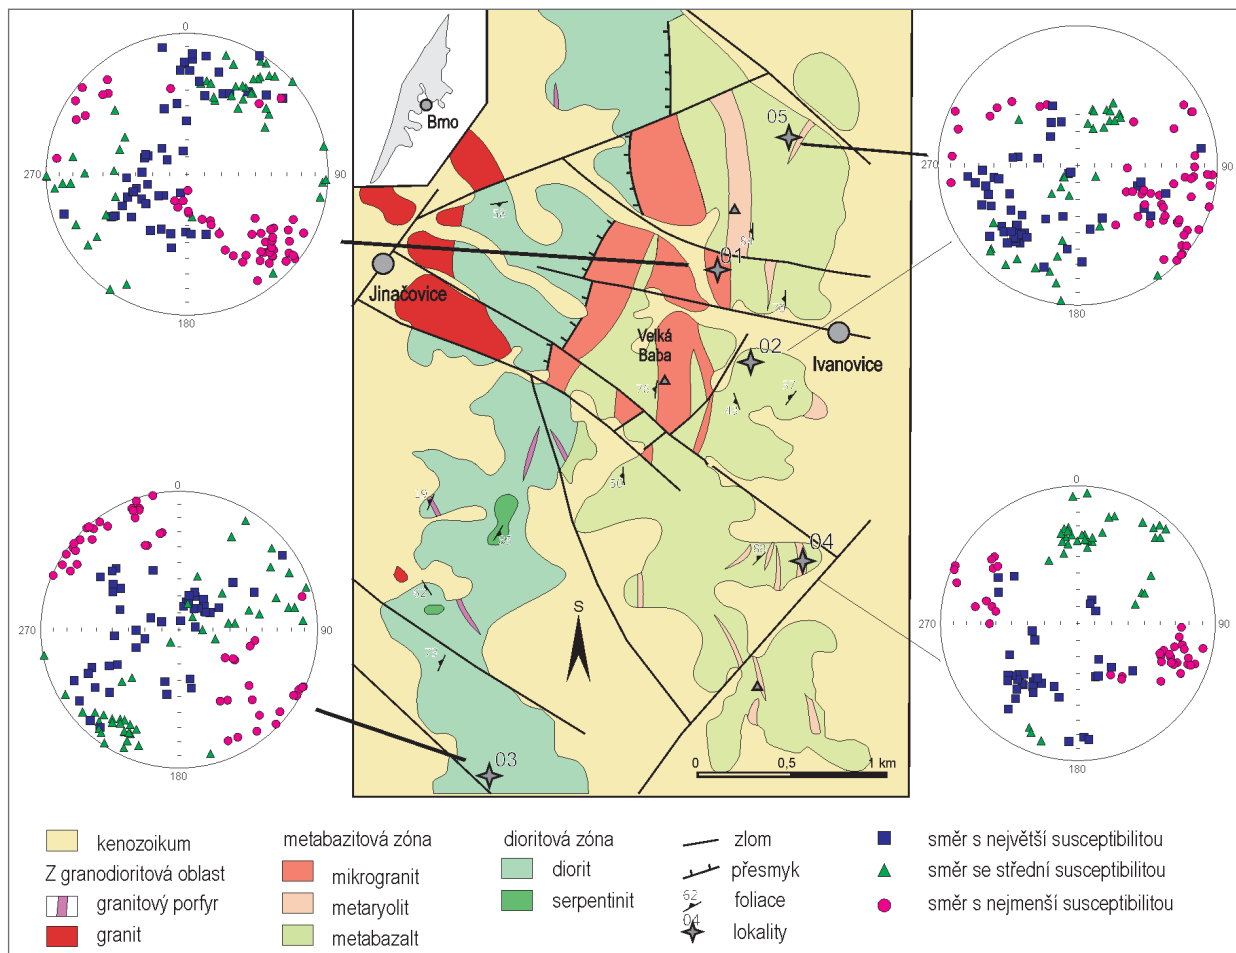 0
90
180
270
0
90
180
270
0
90
180
270
270
90
180
Brno
Jinačovice
Ivanovice
Velká
Baba
05
01
02
04
03
S
0
0,5
1 km
kenozoikum
Z granodioritová oblast
granitový porfyr
granit
metabazitová zóna
mikrogranit
metaryolit
metabazalt
dioritová zóna
diorit
serpentinit
zlom
přesmyk
62
foliace
04
lokality
směr s největší susceptibilitou
směr se střední susceptibilitou
směr s nejmenší susceptibilitou